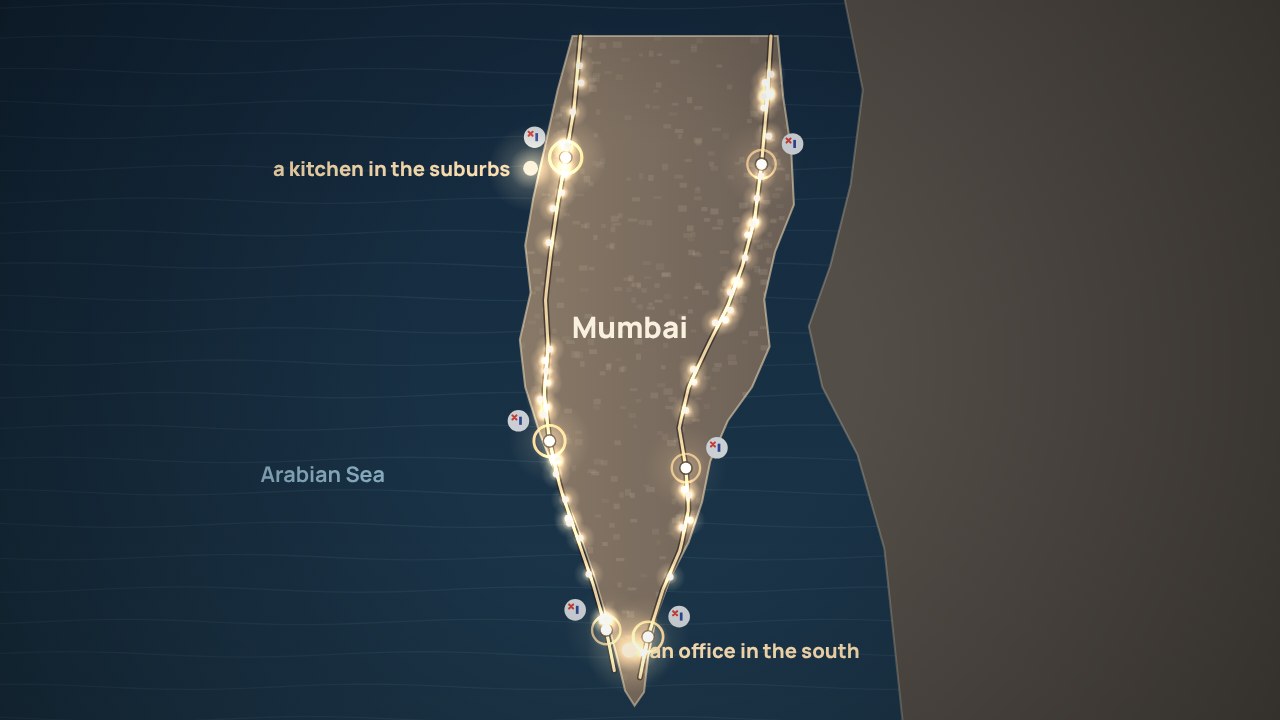 a kitchen in the suburbs
Mumbai
Arabian Sea
an office in the south